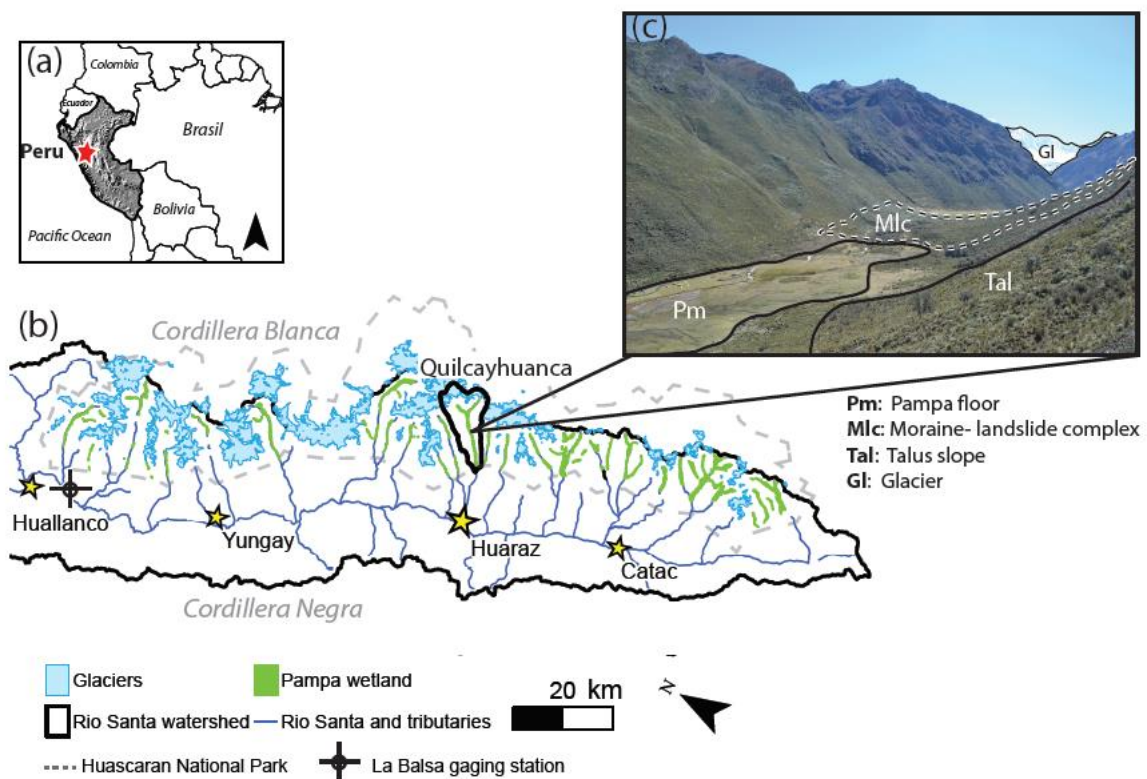 (a)
Colombia
Ecuador
Peru
Brasil
Bolivia
Pacific Ocean
(c)
Gl
Mlc
Tal
Pm
(b)
Cordillera Blanca
Quilcayhuanca
Huallanco
Yungay
Huaraz
Catac
Cordillera Negra
Pm: Pampa floor
Mlc: Moraine- landslide complex
Tal: Talus slope
Gl: Glacier
Glaciers
Pampa wetland
20 km
N
Rio Santa watershed
Rio Santa and tributaries
Huascaran National Park
La Balsa gaging station